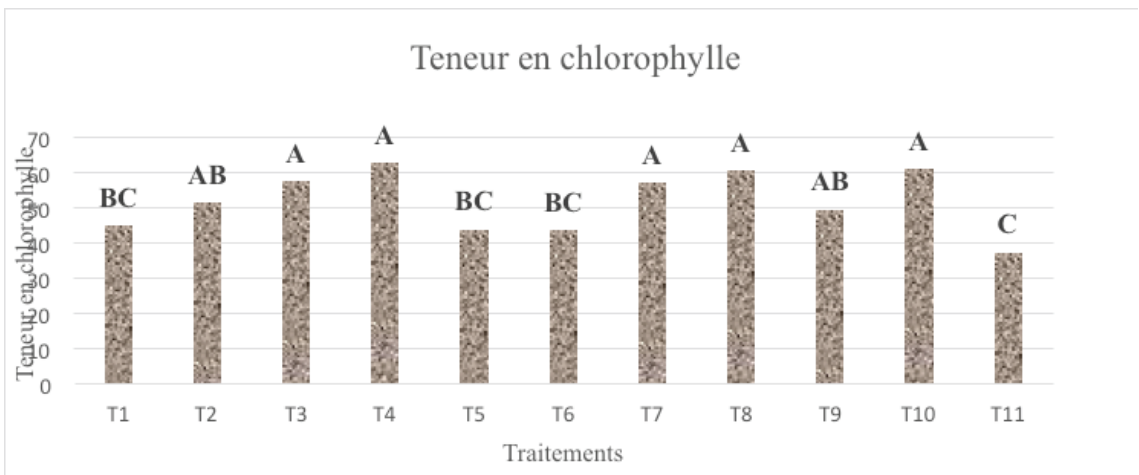 Teneur en chlorophylle
Teneur en chlorophylle
70
60
50
40
30
20
10
0
BC
AB
A
A
BC
BC
A
A
AB
A
C
T1 T2 T3 T4 T5 T6 T7 T8 T9 T10 T11
Traitements